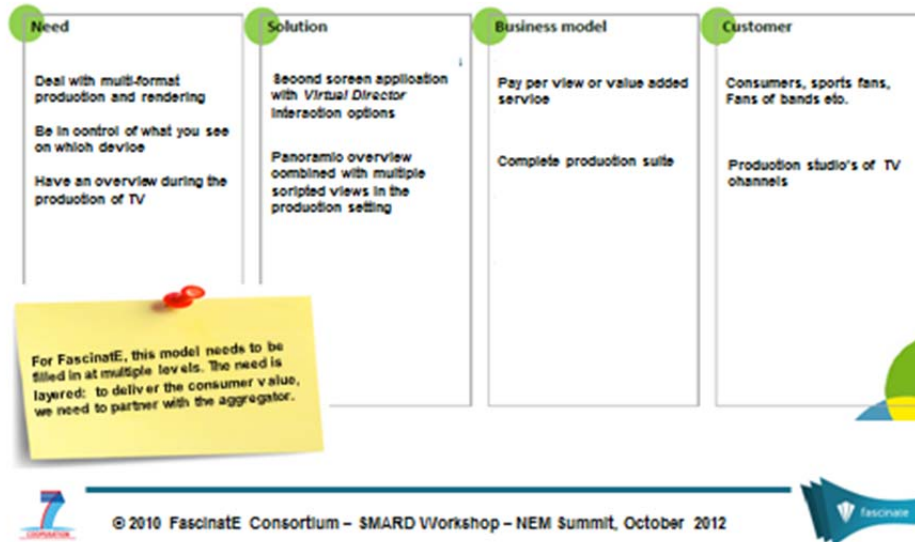 Need
Deal with multi-format
production and rendering
Be in control of what you see
on which device
Have an overview during the
production of TV
Solution
Second screen application
with Virtual Director
interaction options
Panoramic overview
combined with multiple
scripted views in the
production setting
Business model
Pay per view or value added
service
Complete production suite
Customer
Consumers, sports fans,
Fans of bands etc.
Production studio's of TV
channels
For FascinatE, this model needs to be
filled in at multiple levels. The need is
layered: to deliver the consumer value,
we need to partner with the aggregator.
7
COOPERATION
© 2010 FascinatE Consortium – SMARD Workshop – NEM Summit, October 2012
fascinate